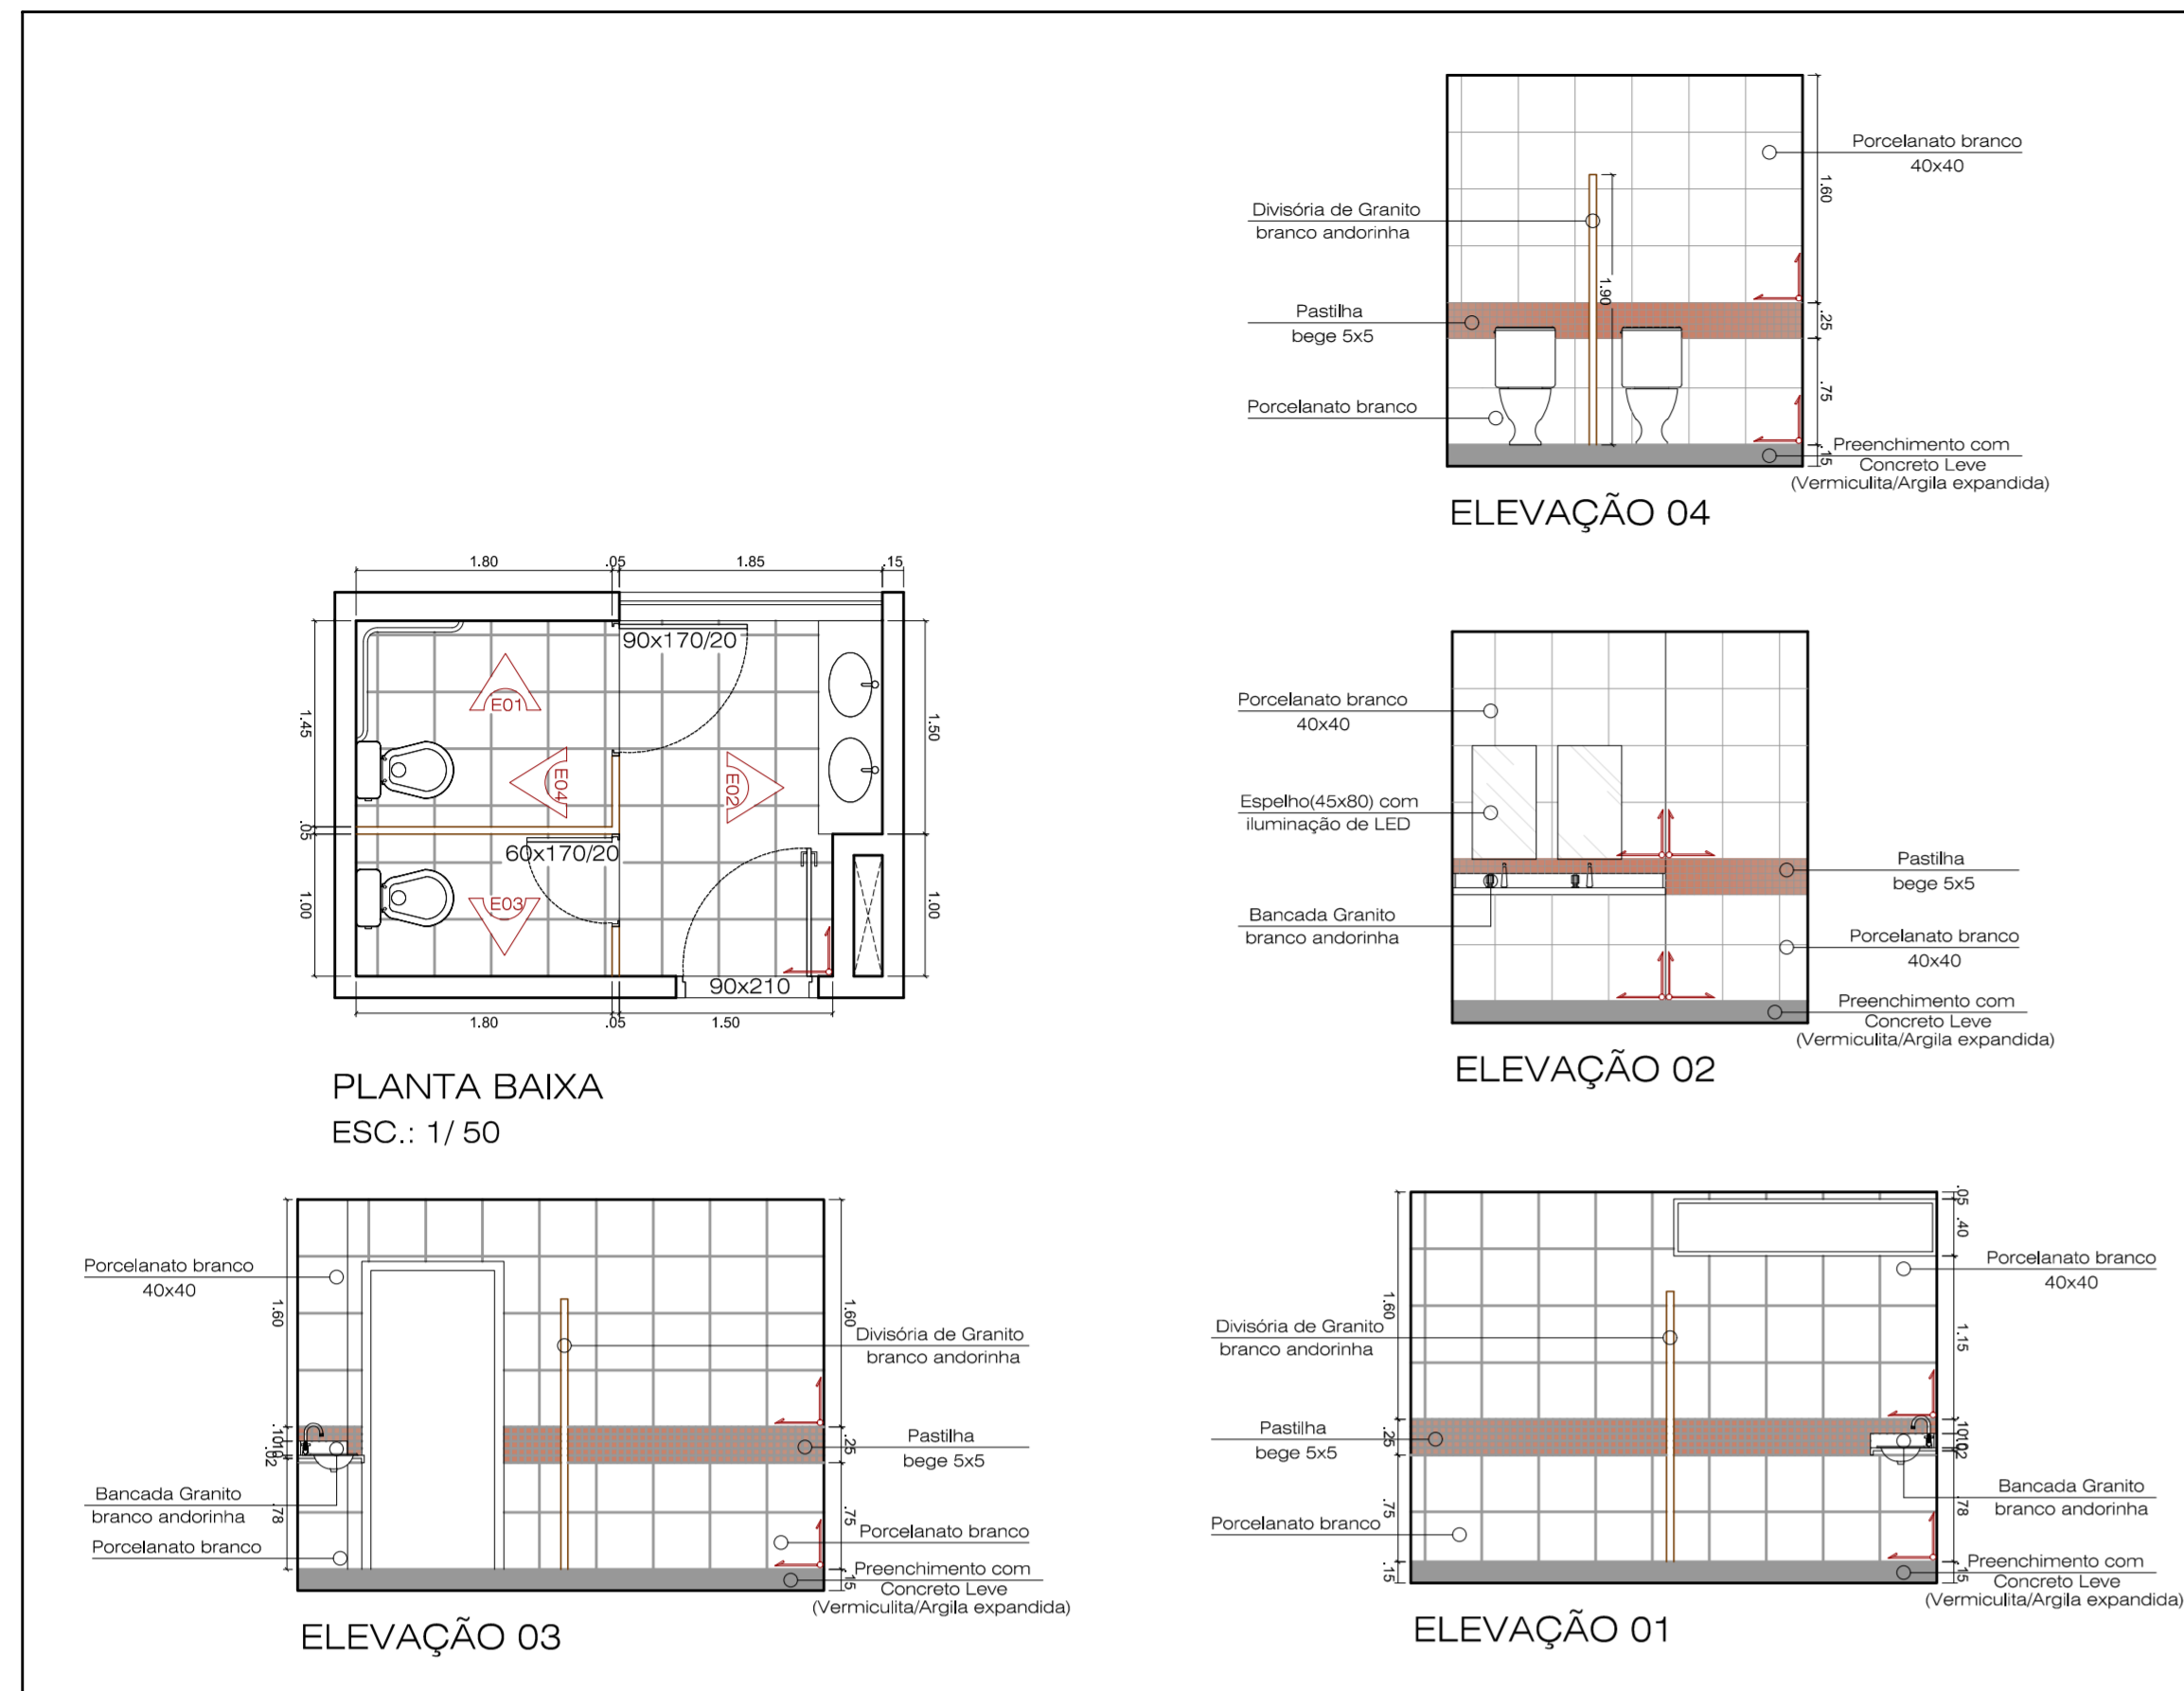 Porcelanato branco
40x40
Divisória de Granito
branco andorinha
Pastilha
bege 5x5
Porcelanato branco
1.60
1.90
.25
.75
.15
Preenchimento com
Concreto Leve
(Vermiculita/Argila expandida)
ELEVAÇÃO 04
1.80
.05
1.85
.15
90x170/20
E01
E04
E02
60x170/20
E03
90x210
1.45
.05
1.00
1.50
1.00
1.80
.05
1.50
PLANTA BAIXA
ESC.: 1/ 50
Porcelanato branco
40x40
Espelho(45x80) com
iluminação de LED
Bancada Granito
branco andorinha
Pastilha
bege 5x5
Porcelanato branco
40x40
Preenchimento com
Concreto Leve
(Vermiculita/Argila expandida)
ELEVAÇÃO 02
Porcelanato branco
40x40
1.60
.10
.10
.02
.78
Bancada Granito
branco andorinha
Porcelanato branco
1.60
Divisória de Granito
branco andorinha
.25
Pastilha
bege 5x5
.75
Porcelanato branco
.15
Preenchimento com
Concreto Leve
(Vermiculita/Argila expandida)
ELEVAÇÃO 03
1.60
Divisória de Granito
branco andorinha
.25
Pastilha
bege 5x5
.75
Porcelanato branco
.15
.05
.40
Porcelanato branco
40x40
1.15
.10
.10
.02
Bancada Granito
branco andorinha
.78
.15
Preenchimento com
Concreto Leve
(Vermiculita/Argila expandida)
ELEVAÇÃO 01